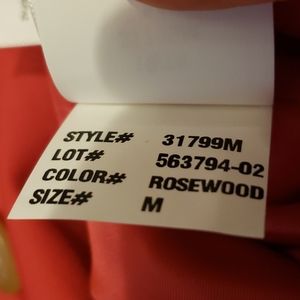 STYLE# 31799M
LOT# 563794-02
COLOR# ROSEWOOD
SIZE# M